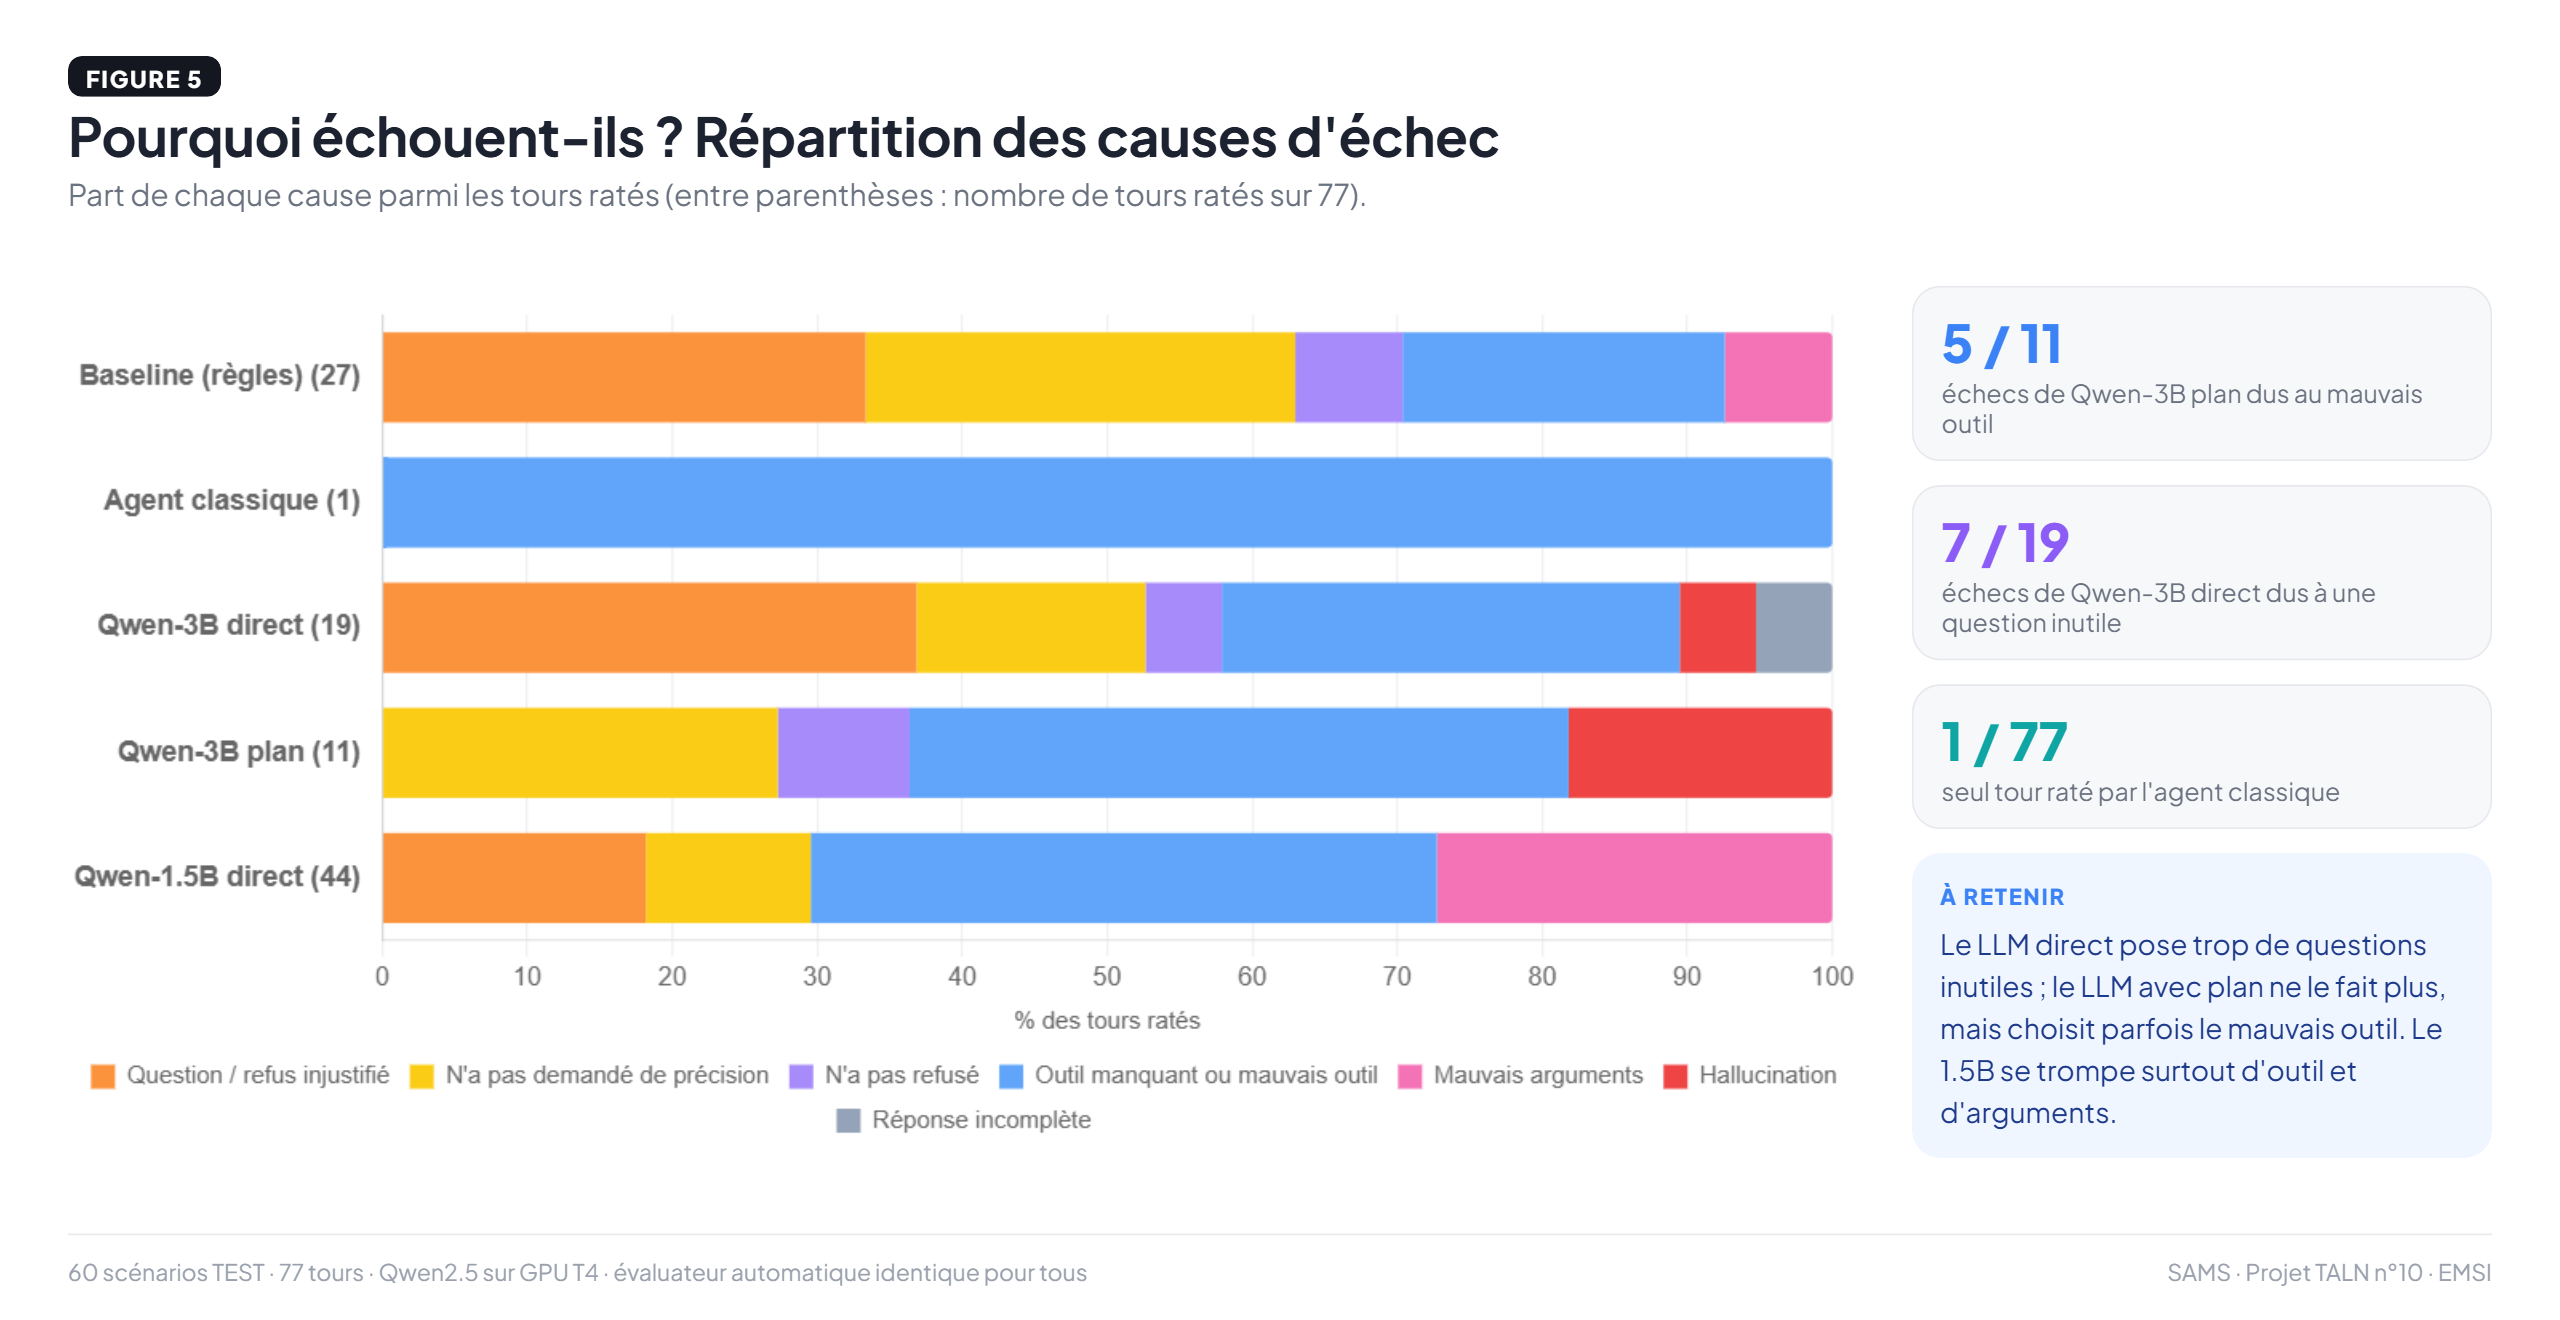 FIGURE 5
Pourquoi échouent-ils ? Répartition des causes d'échec
Part de chaque cause parmi les tours ratés (entre parenthèses : nombre de tours ratés sur 77).
Baseline (règles) (27)
Agent classique (1)
Qwen-3B direct (19)
Qwen-3B plan (11)
Qwen-1.5B direct (44)
0 10 20 30 40 50 60 70 80 90 100
% des tours ratés
Question / refus injustifié N'a pas demandé de précision N'a pas refusé Outil manquant ou mauvais outil Mauvais arguments Hallucination
Réponse incomplète
5 / 11
échecs de Qwen-3B plan dus au mauvais
outil
7 / 19
échecs de Qwen-3B direct dus à une
question inutile
1 / 77
seul tour raté par l'agent classique
À RETENIR
Le LLM direct pose trop de questions
inutiles ; le LLM avec plan ne le fait plus,
mais choisit parfois le mauvais outil. Le
1.5B se trompe surtout d'outil et
d'arguments.
60 scénarios TEST · 77 tours · Qwen2.5 sur GPU T4 · évaluateur automatique identique pour tous
SAMS · Projet TALN n°10 · EMSI